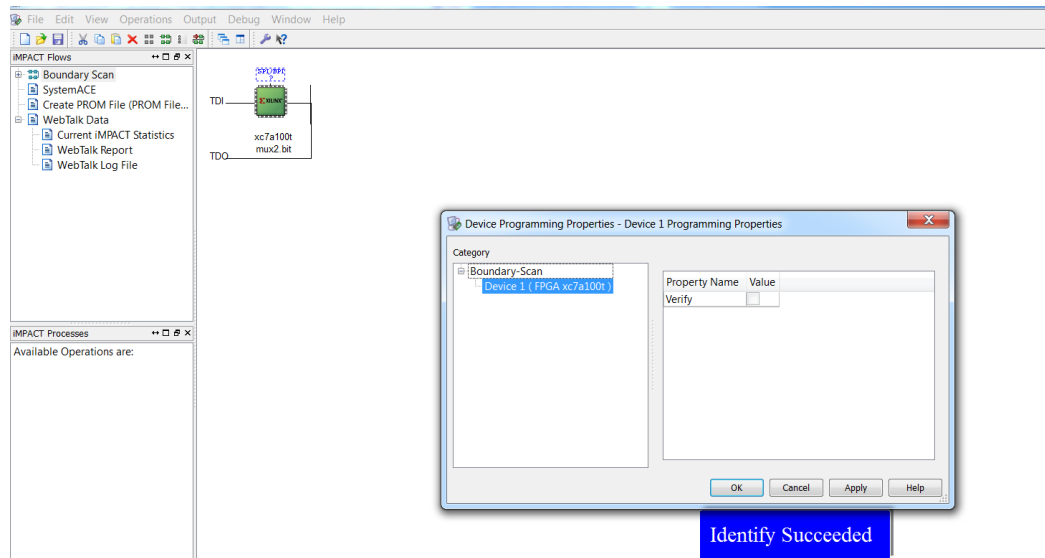 File Edit View Operations Output Debug Window Help
iMPACT Flows
Boundary Scan
SystemACE
Create PROM File (PROM File...
WebTalk Data
Current iMPACT Statistics
WebTalk Report
WebTalk Log File
SPI/BPI
?
TDI
XILINX
xc7a100t
mux2.bit
TDO
Device Programming Properties - Device 1 Programming Properties
Category
Boundary-Scan
Device 1 ( FPGA xc7a100t )
Property Name Value
Verify
OK Cancel Apply Help
iMPACT Processes
Available Operations are:
Identify Succeeded